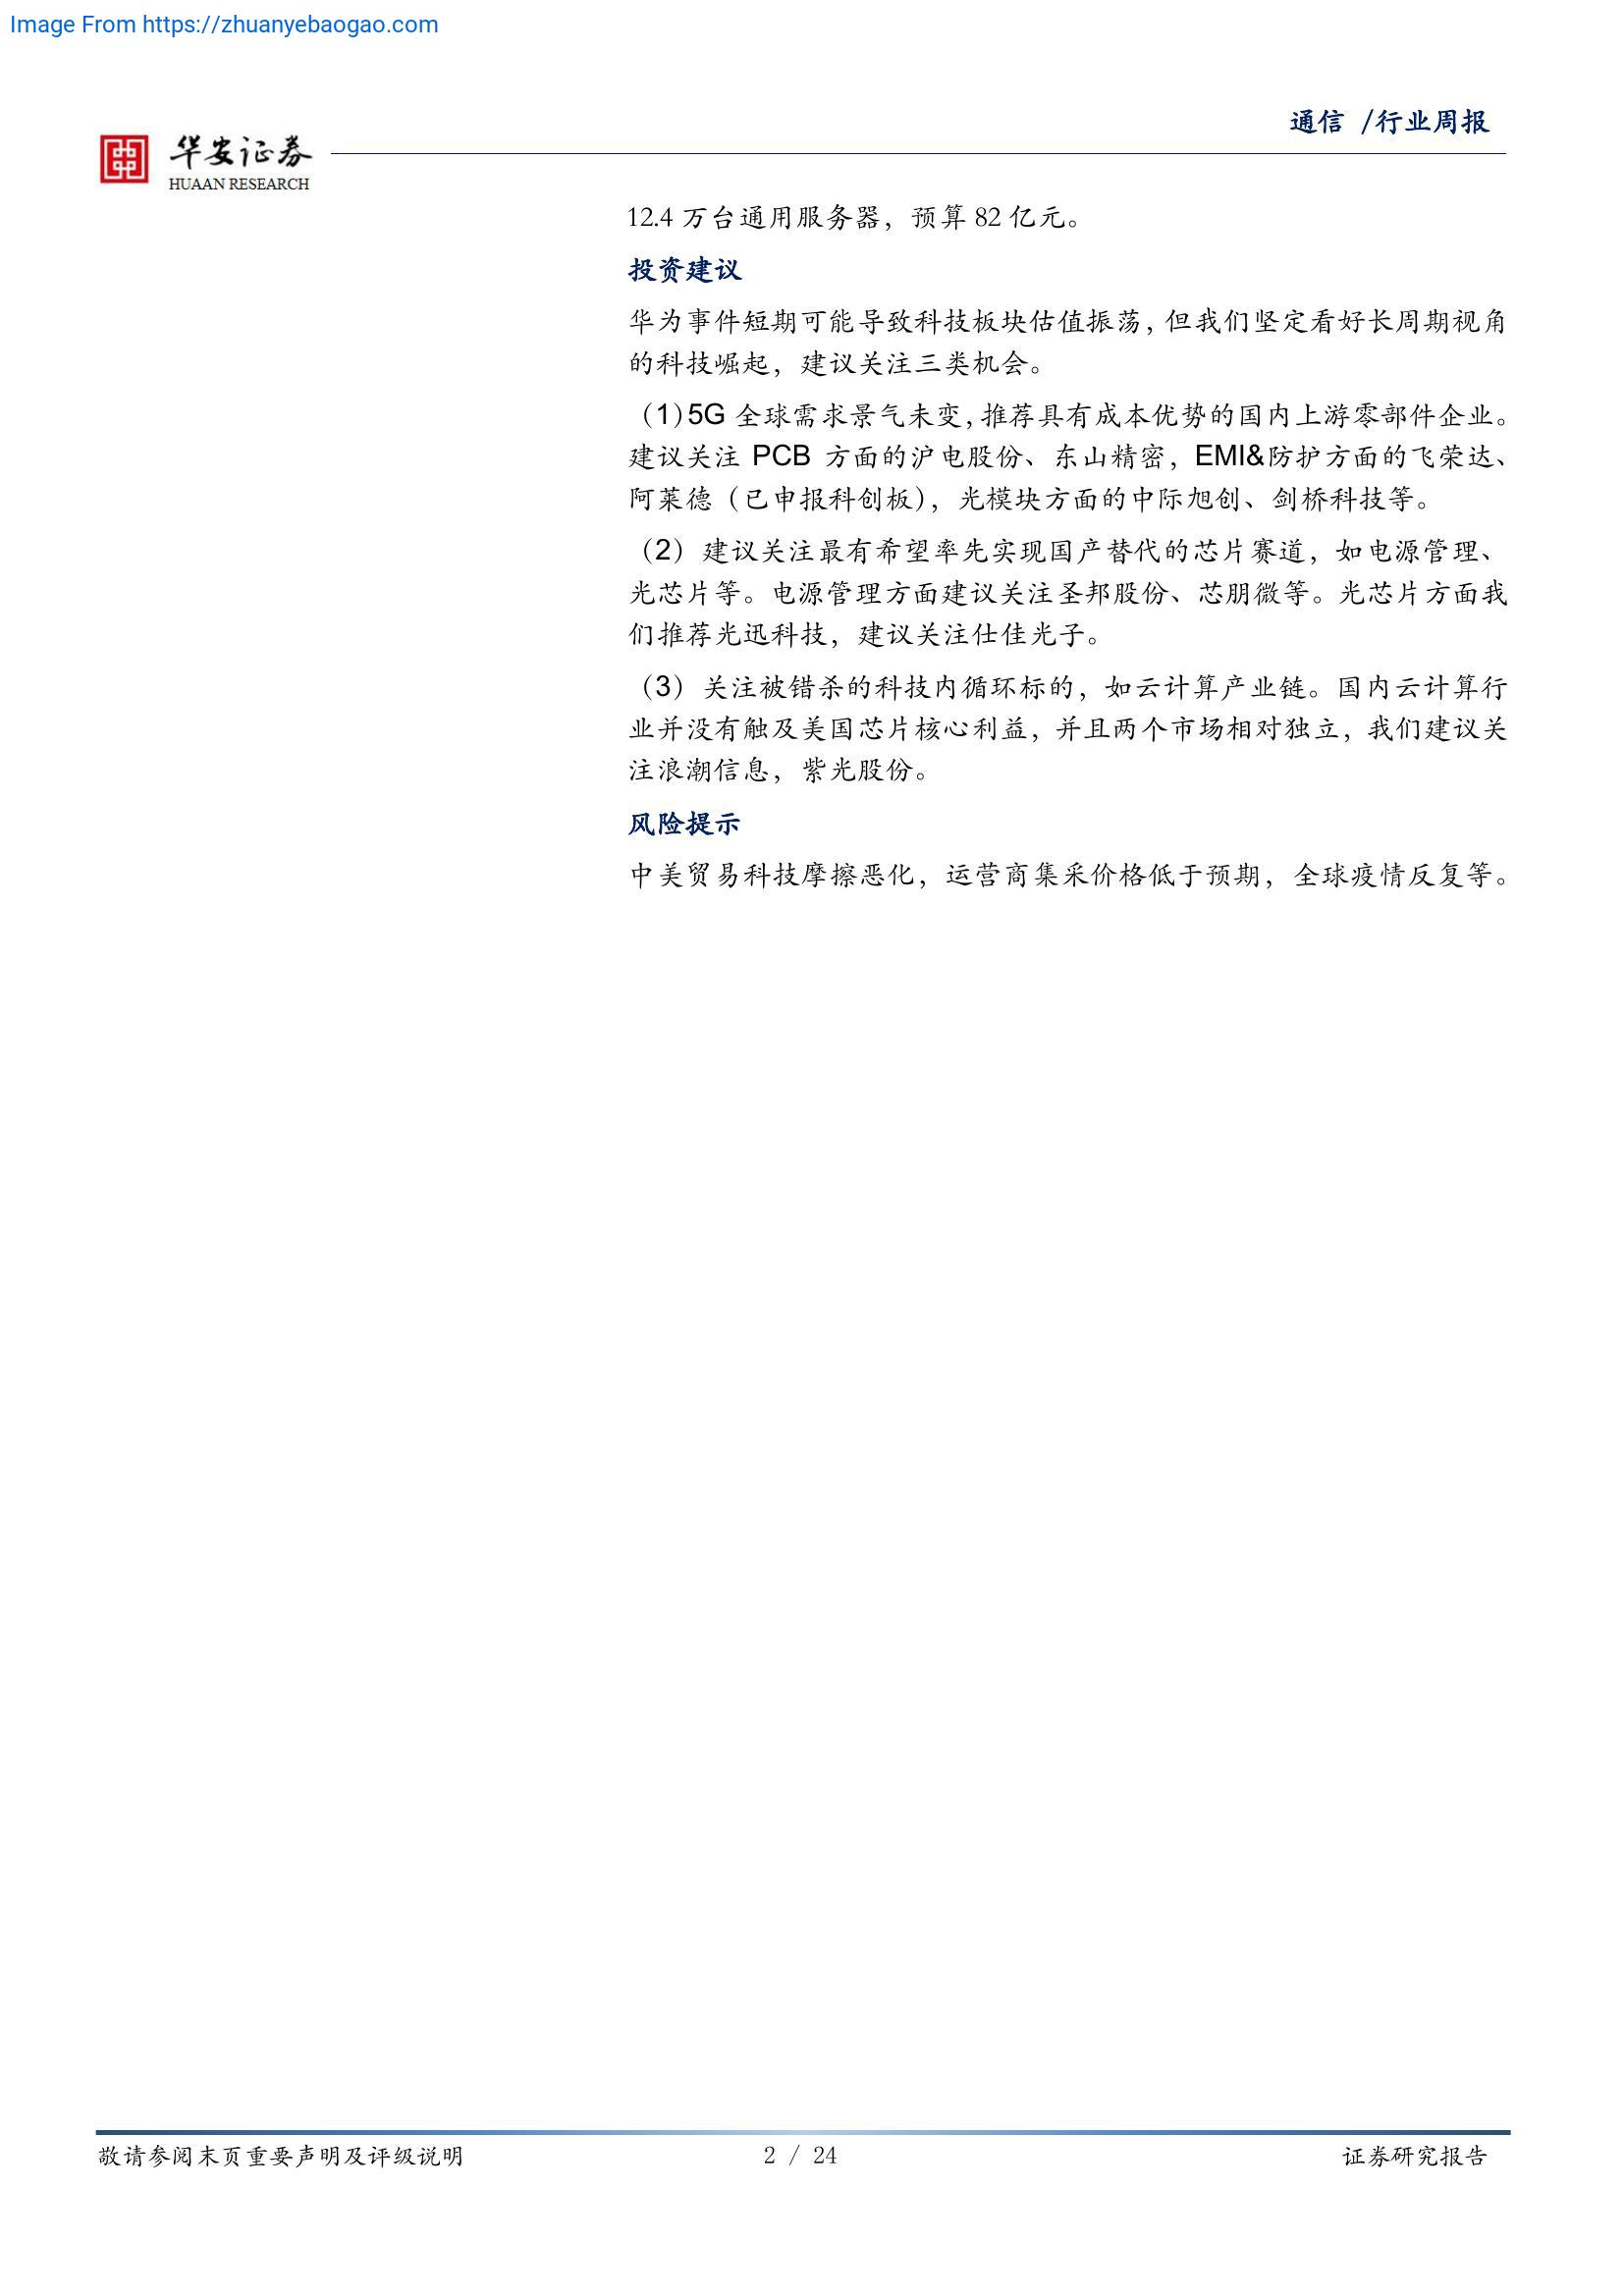 Image From https://zhuanyebaogao.com
通信 /行业周报
华安证券
HUAAN RESEARCH
12.4 万台通用服务器，预算 82 亿元。
投资建议
华为事件短期可能导致科技板块估值振荡，但我们坚定看好长周期视角
的科技崛起，建议关注三类机会。
（1）5G 全球需求景气未变，推荐具有成本优势的国内上游零部件企业。
建议关注 PCB 方面的沪电股份、东山精密，EMI&防护方面的飞荣达、
阿莱德（已申报科创板），光模块方面的中际旭创、剑桥科技等。
（2）建议关注最有希望率先实现国产替代的芯片赛道，如电源管理、
光芯片等。电源管理方面建议关注圣邦股份、芯朋微等。光芯片方面我
们推荐光迅科技，建议关注仕佳光子。
（3）关注被错杀的科技内循环标的，如云计算产业链。国内云计算行
业并没有触及美国芯片核心利益，并且两个市场相对独立，我们建议关
注浪潮信息，紫光股份。
风险提示
中美贸易科技摩擦恶化，运营商集采价格低于预期，全球疫情反复等。
敬请参阅末页重要声明及评级说明
2 / 24
证券研究报告